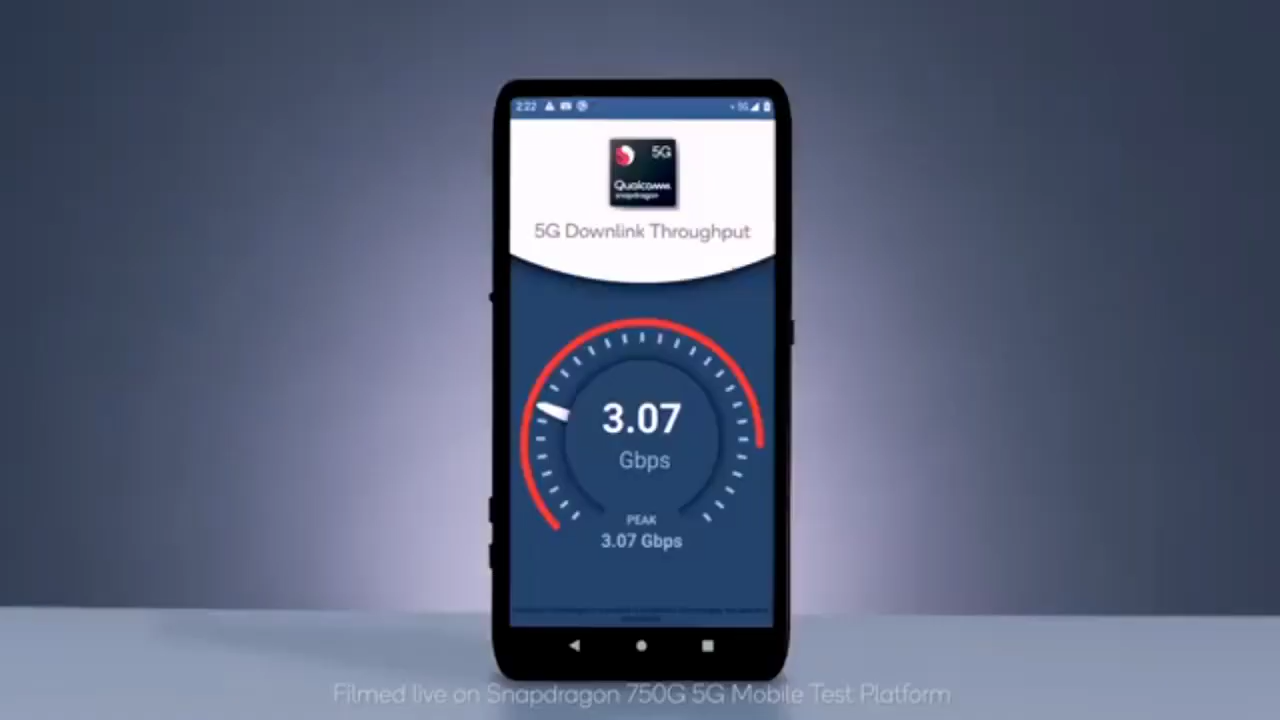 2:22
5G
5G
Qualcomm
snapdragon
5G Downlink Throughput
3.07
Gbps
PEAK
3.07 Gbps
Filmed live on Snapdragon 750G 5G Mobile Test Platform